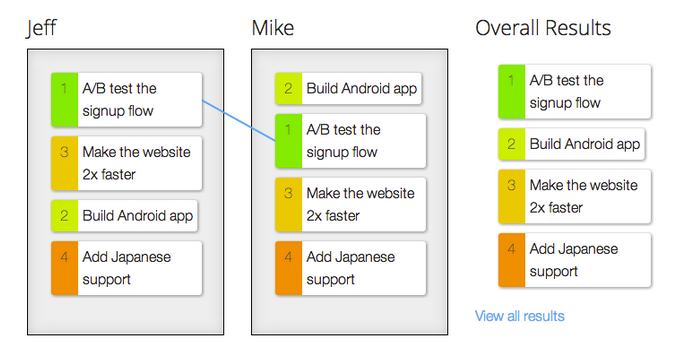 Jeff
1 A/B test the
signup flow
3 Make the website
2x faster
2 Build Android app
4 Add Japanese
support
Mike
2 Build Android app
1 A/B test the
signup flow
3 Make the website
2x faster
4 Add Japanese
support
Overall Results
1 A/B test the
signup flow
2 Build Android app
3 Make the website
2x faster
4 Add Japanese
support
View all results